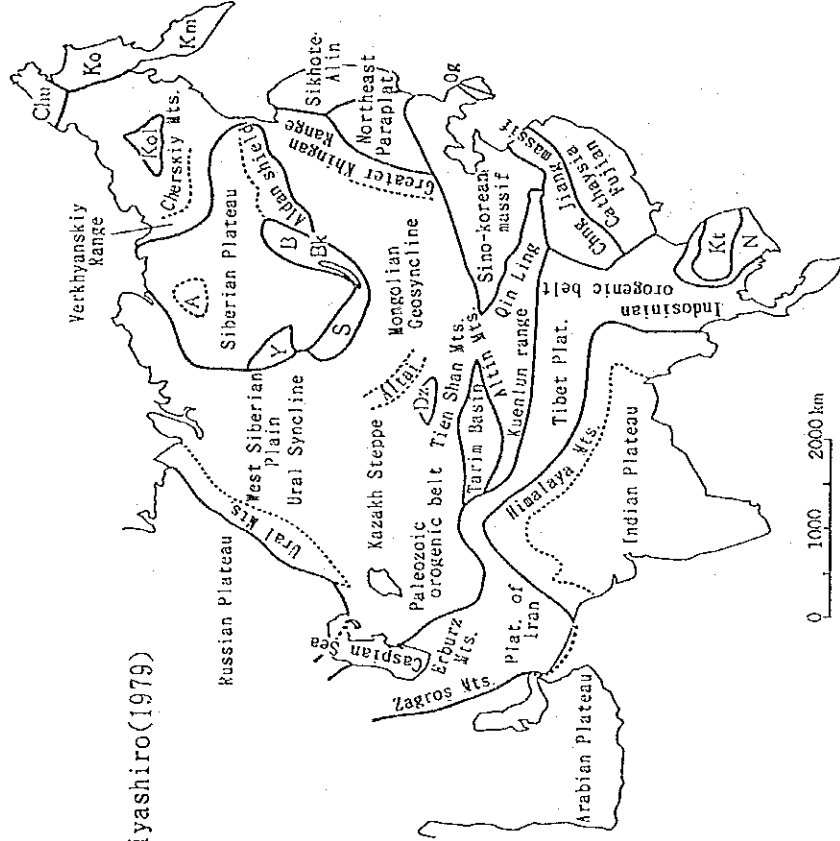 iyashiro(1979)
Verkhyanskiy
Range
Chu
Ko
Km
Kol
Cherskiy Mts.
A
Siberian Plateau
Aldan shield
B
Bk
Y
S
West Siberian
Plain
Ural Syncline
Ural Mts.
Russian Plateau
Sikhote-
Alin
Northeast
Paraplat
Greater Khingan
Range
Mongolian
Geosyncline
Altai
Dz
Kazakh Steppe
Paleozoic
orogenic belt
Tien Shan Mts.
Sino-korean
massif
Og
Tarim Basin
Altin Mts.
Qin Ling
Kuenlun range
Chng Jiang massif
Cathaysia
Fujian
Caspian
Sea
Erburz
Mts.
Plat. of
Iran
Zagros Mts.
Tibet Plat.
Himalaya Mts.
Indosinian
orogenic belt
Kt
N
Indian Plateau
Arabian Plateau
0 1000 2000 km